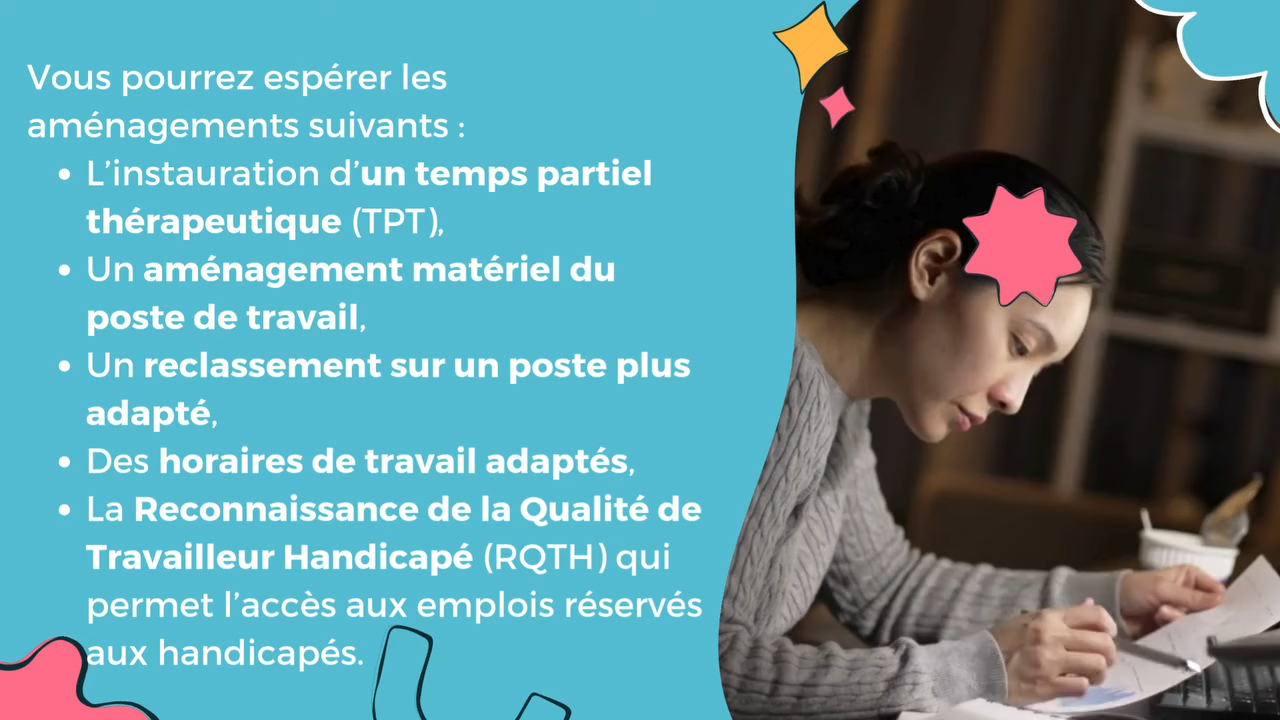 Vous pourrez espérer les
aménagements suivants :
• L’instauration d’un temps partiel
thérapeutique (TPT),
• Un aménagement matériel du
poste de travail,
• Un reclassement sur un poste plus
adapté,
• Des horaires de travail adaptés,
• La Reconnaissance de la Qualité de
Travailleur Handicapé (RQTH) qui
permet l’accès aux emplois réservés
aux handicapés.